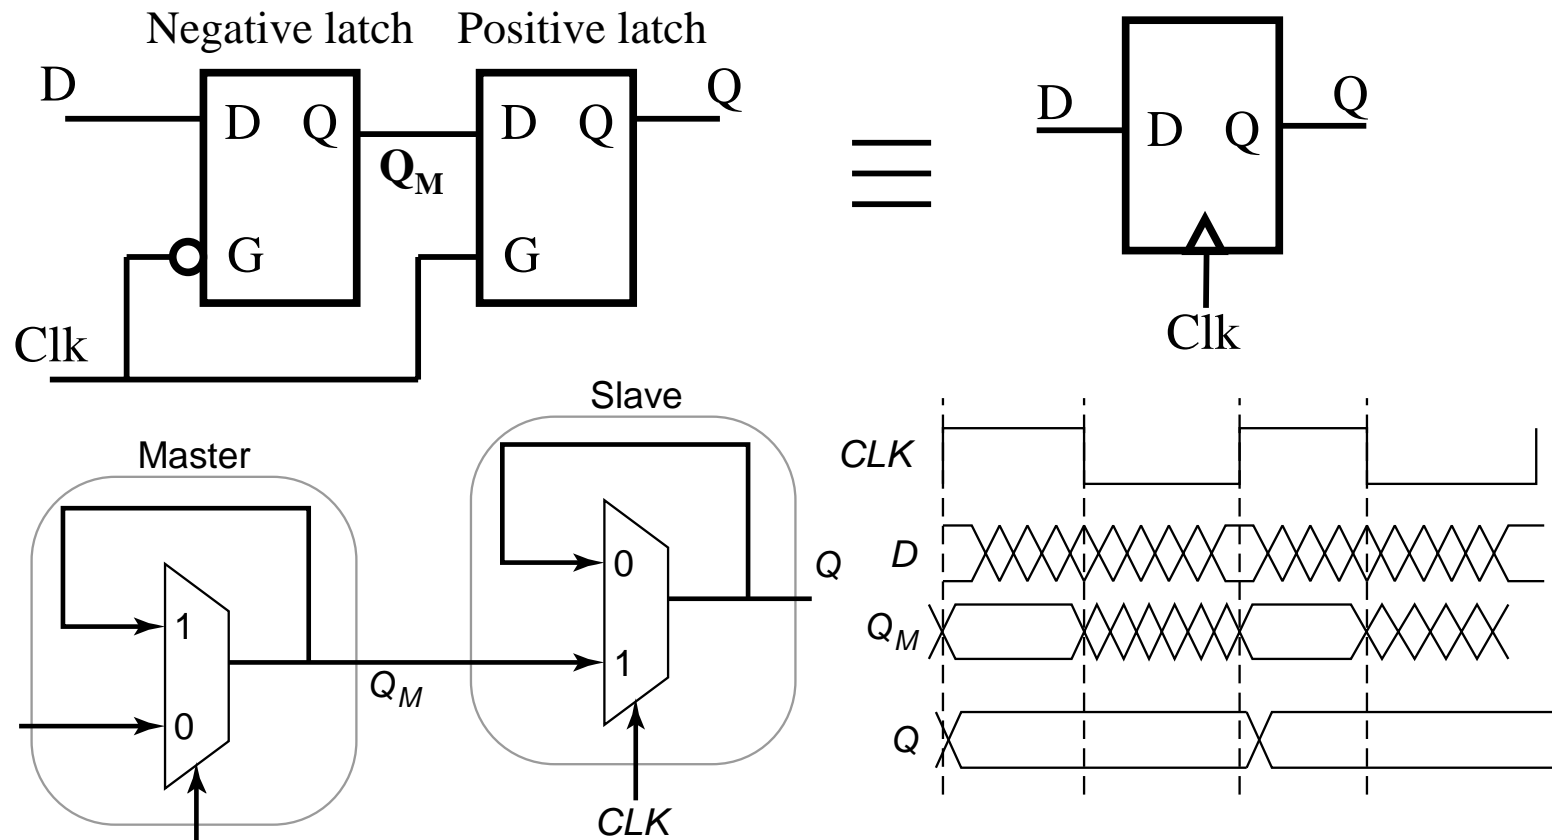 Negative latch Positive latch
D
D Q
Q_M
G
D Q
G
Q
Clk
D
D Q
Q
Clk
Master
1
0
Q_M
Slave
0
1
Q
CLK
CLK
D
Q_M
Q